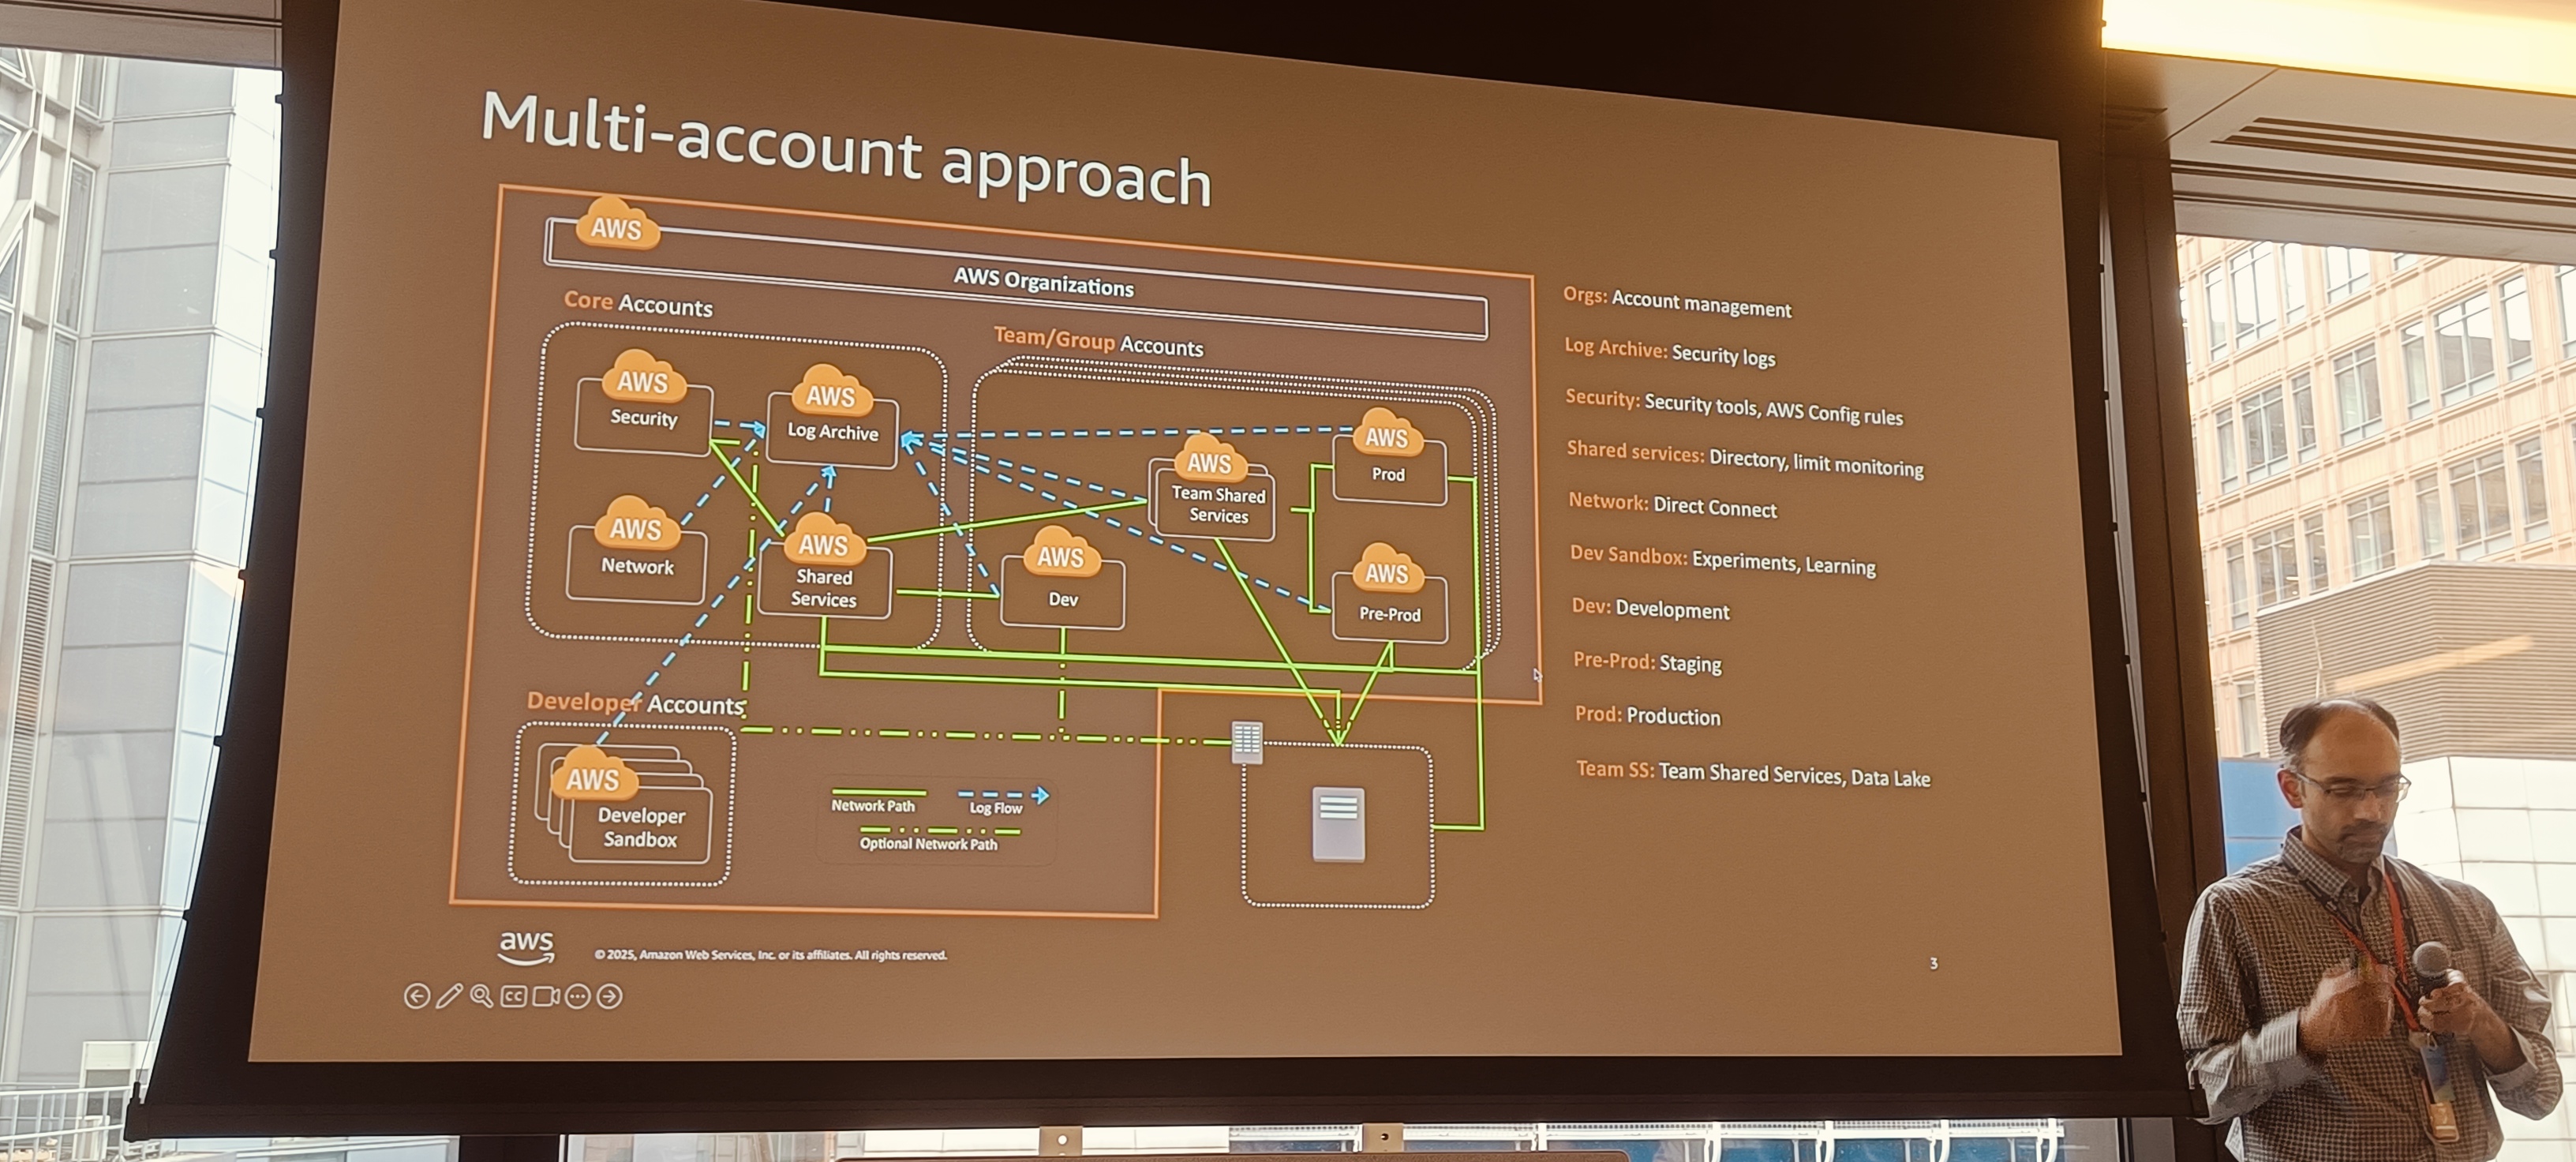 Multi-account approach
AWS
AWS Organizations
Core Accounts
Team/Group Accounts
AWS
Security
AWS
Log Archive
AWS
Network
AWS
Shared
Services
AWS
Team Shared
Services
AWS
Prod
AWS
Dev
AWS
Pre-Prod
Developer Accounts
AWS
Developer
Sandbox
Network Path
Log Flow
Optional Network Path
Orgs: Account management
Log Archive: Security logs
Security: Security tools, AWS Config rules
Shared services: Directory, limit monitoring
Network: Direct Connect
Dev Sandbox: Experiments, Learning
Dev: Development
Pre-Prod: Staging
Prod: Production
Team SS: Team Shared Services, Data Lake
aws
© 2025, Amazon Web Services, Inc. or its affiliates. All rights reserved.
3
CC